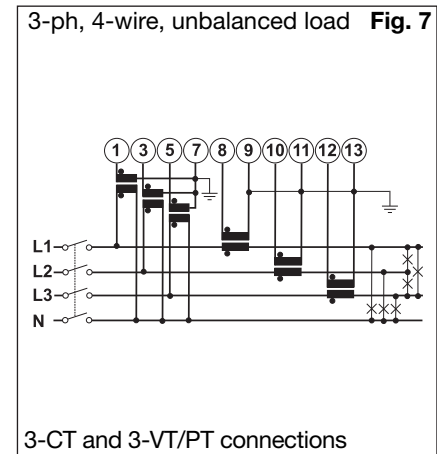 3-ph, 4-wire, unbalanced load Fig. 7
1 3 5 7 8 9 10 11 12 13
L1
L2
L3
N
3-CT and 3-VT/PT connections